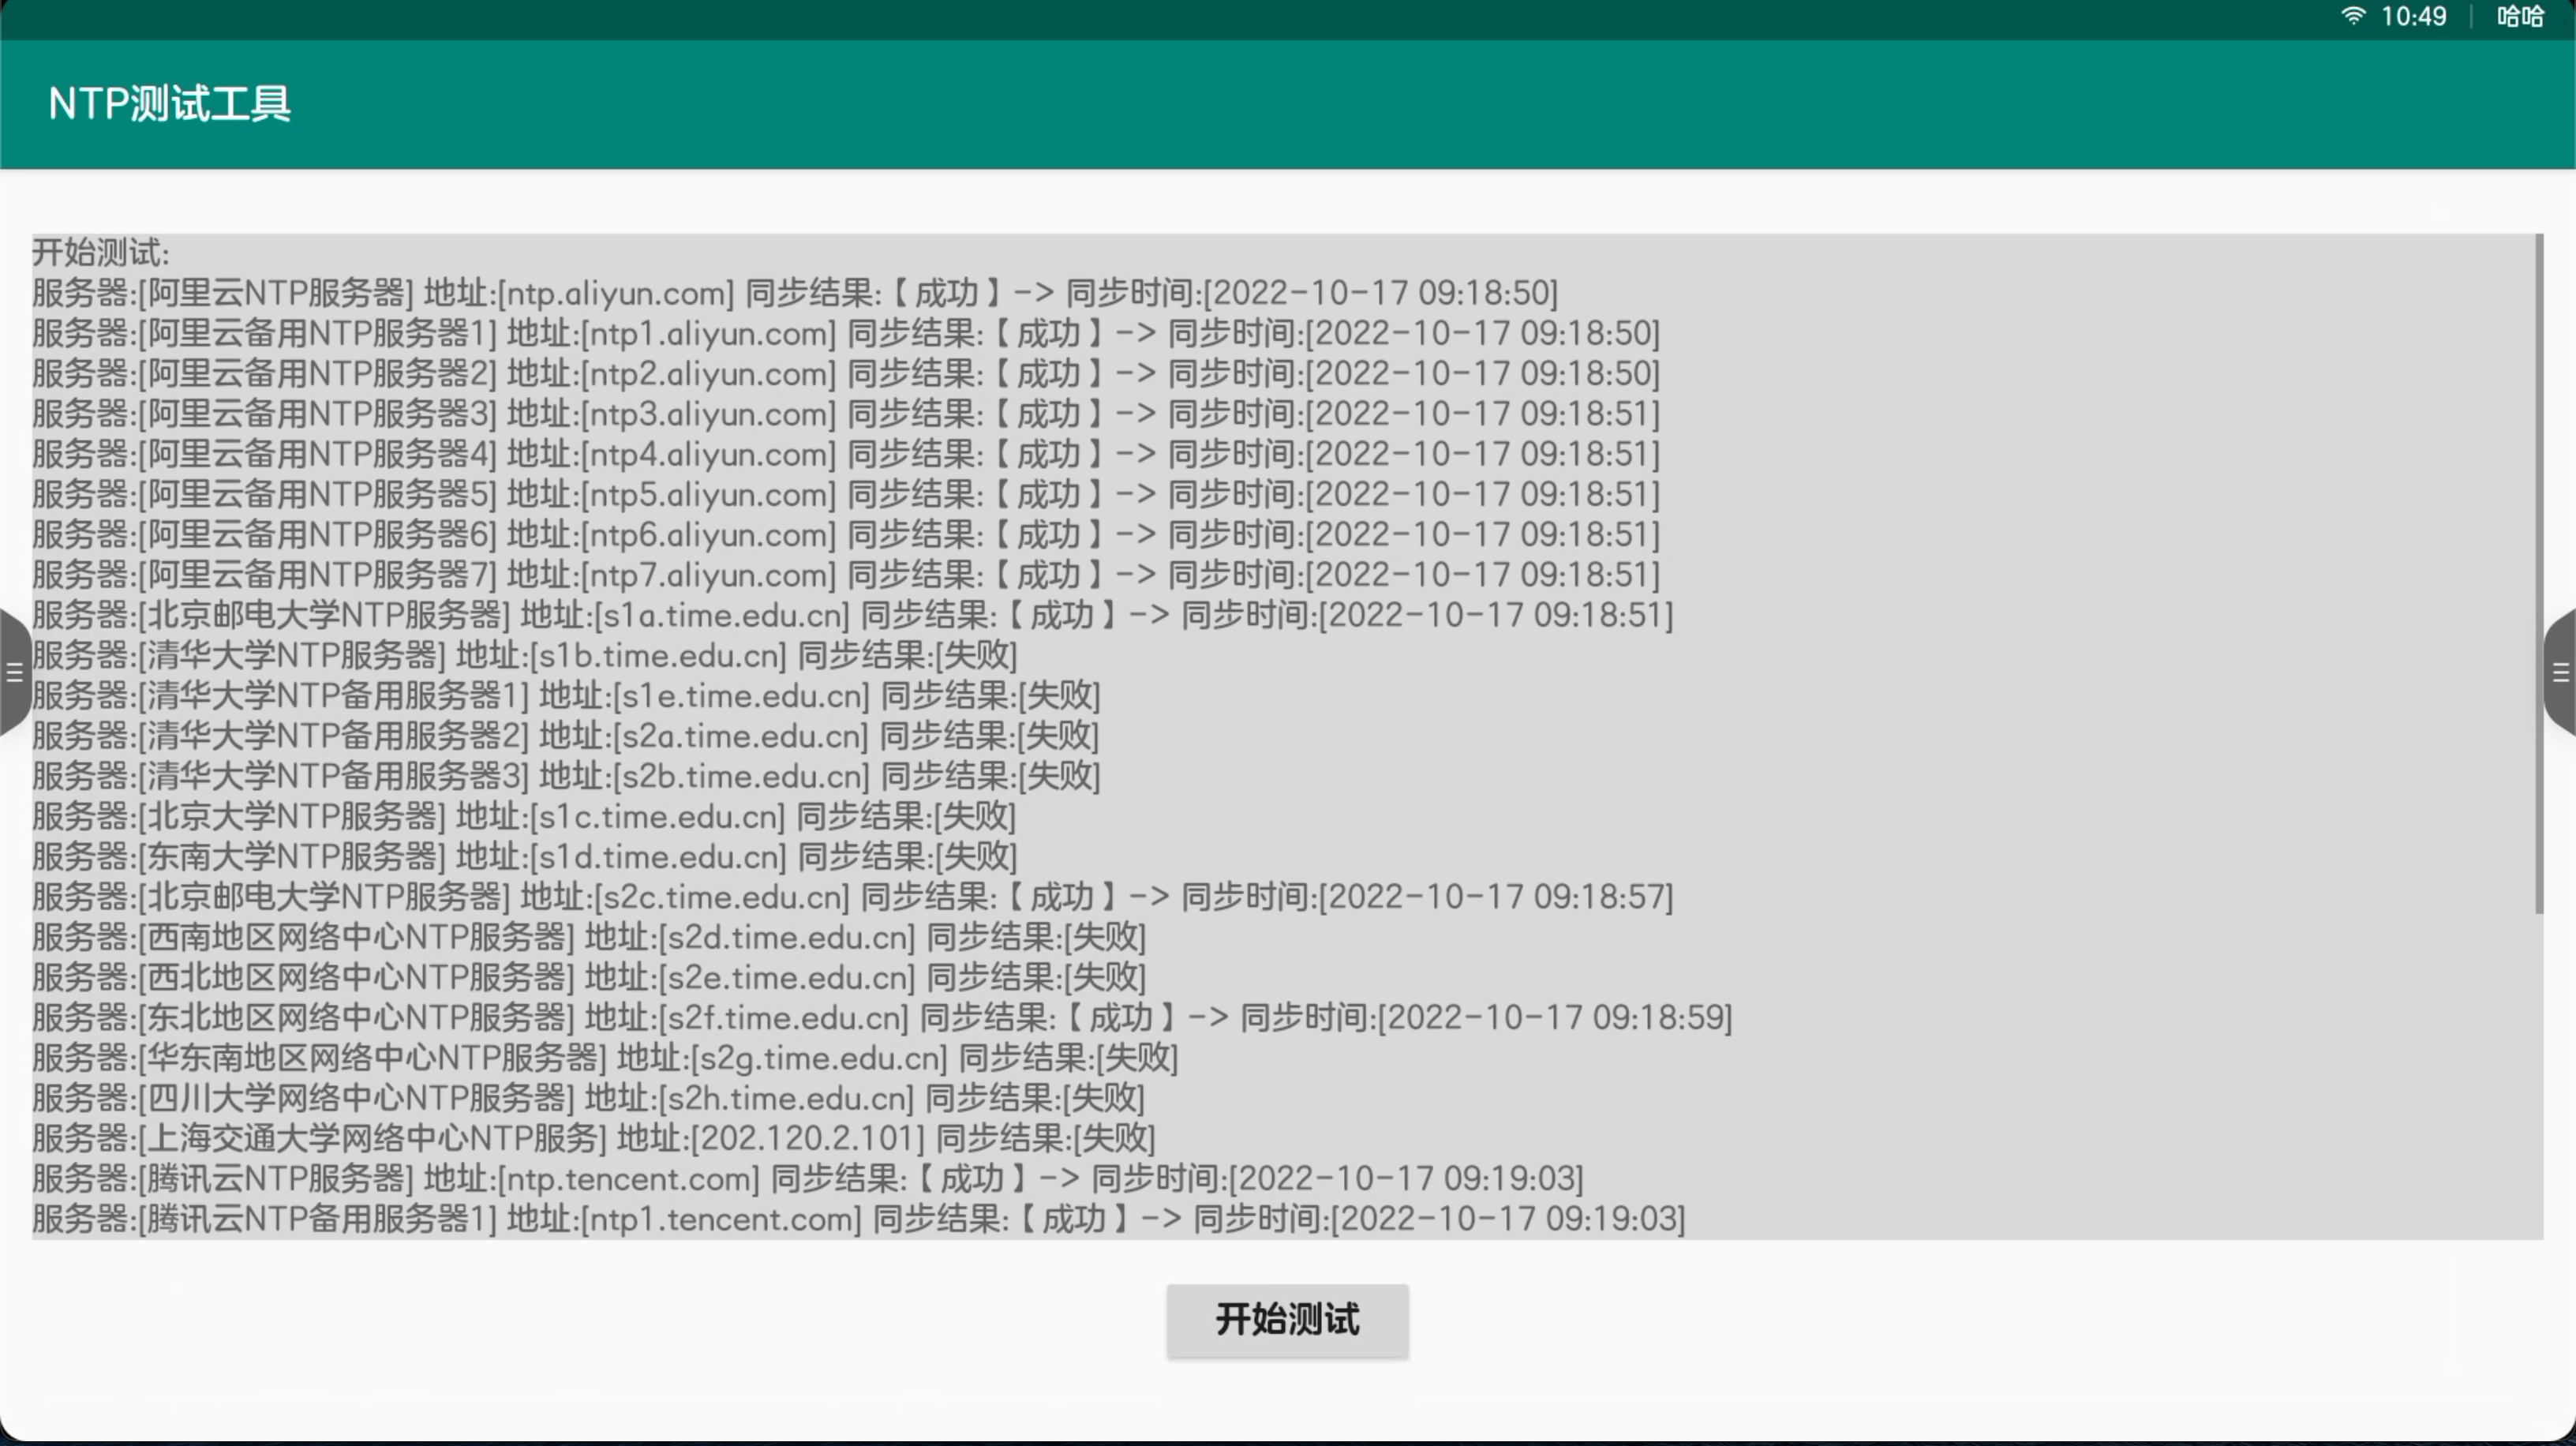 10:49 哈哈
NTP测试工具
开始测试:
服务器:[阿里云NTP服务器] 地址:[ntp.aliyun.com] 同步结果:【成功】-> 同步时间:[2022-10-17 09:18:50]
服务器:[阿里云备用NTP服务器1] 地址:[ntp1.aliyun.com] 同步结果:【成功】-> 同步时间:[2022-10-17 09:18:50]
服务器:[阿里云备用NTP服务器2] 地址:[ntp2.aliyun.com] 同步结果:【成功】-> 同步时间:[2022-10-17 09:18:50]
服务器:[阿里云备用NTP服务器3] 地址:[ntp3.aliyun.com] 同步结果:【成功】-> 同步时间:[2022-10-17 09:18:51]
服务器:[阿里云备用NTP服务器4] 地址:[ntp4.aliyun.com] 同步结果:【成功】-> 同步时间:[2022-10-17 09:18:51]
服务器:[阿里云备用NTP服务器5] 地址:[ntp5.aliyun.com] 同步结果:【成功】-> 同步时间:[2022-10-17 09:18:51]
服务器:[阿里云备用NTP服务器6] 地址:[ntp6.aliyun.com] 同步结果:【成功】-> 同步时间:[2022-10-17 09:18:51]
服务器:[阿里云备用NTP服务器7] 地址:[ntp7.aliyun.com] 同步结果:【成功】-> 同步时间:[2022-10-17 09:18:51]
服务器:[北京邮电大学NTP服务器] 地址:[s1a.time.edu.cn] 同步结果:【成功】-> 同步时间:[2022-10-17 09:18:51]
服务器:[清华大学NTP服务器] 地址:[s1b.time.edu.cn] 同步结果:[失败]
服务器:[清华大学NTP备用服务器1] 地址:[s1e.time.edu.cn] 同步结果:[失败]
服务器:[清华大学NTP备用服务器2] 地址:[s2a.time.edu.cn] 同步结果:[失败]
服务器:[清华大学NTP备用服务器3] 地址:[s2b.time.edu.cn] 同步结果:[失败]
服务器:[北京大学NTP服务器] 地址:[s1c.time.edu.cn] 同步结果:[失败]
服务器:[东南大学NTP服务器] 地址:[s1d.time.edu.cn] 同步结果:[失败]
服务器:[北京邮电大学NTP服务器] 地址:[s2c.time.edu.cn] 同步结果:【成功】-> 同步时间:[2022-10-17 09:18:57]
服务器:[西南地区网络中心NTP服务器] 地址:[s2d.time.edu.cn] 同步结果:[失败]
服务器:[西北地区网络中心NTP服务器] 地址:[s2e.time.edu.cn] 同步结果:[失败]
服务器:[东北地区网络中心NTP服务器] 地址:[s2f.time.edu.cn] 同步结果:【成功】-> 同步时间:[2022-10-17 09:18:59]
服务器:[华东南地区网络中心NTP服务器] 地址:[s2g.time.edu.cn] 同步结果:[失败]
服务器:[四川大学网络中心NTP服务器] 地址:[s2h.time.edu.cn] 同步结果:[失败]
服务器:[上海交通大学网络中心NTP服务] 地址:[202.120.2.101] 同步结果:[失败]
服务器:[腾讯云NTP服务器] 地址:[ntp.tencent.com] 同步结果:【成功】-> 同步时间:[2022-10-17 09:19:03]
服务器:[腾讯云NTP备用服务器1] 地址:[ntp1.tencent.com] 同步结果:【成功】-> 同步时间:[2022-10-17 09:19:03]
开始测试